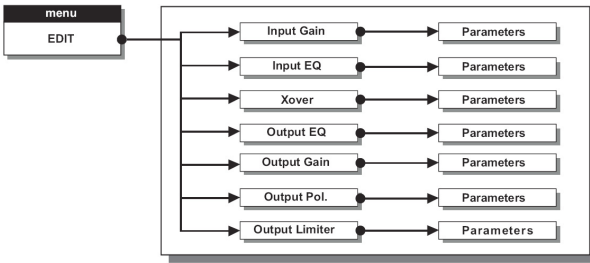 menu
EDIT
Input Gain Parameters
Input EQ Parameters
Xover Parameters
Output EQ Parameters
Output Gain Parameters
Output Pol. Parameters
Output Limiter Parameters